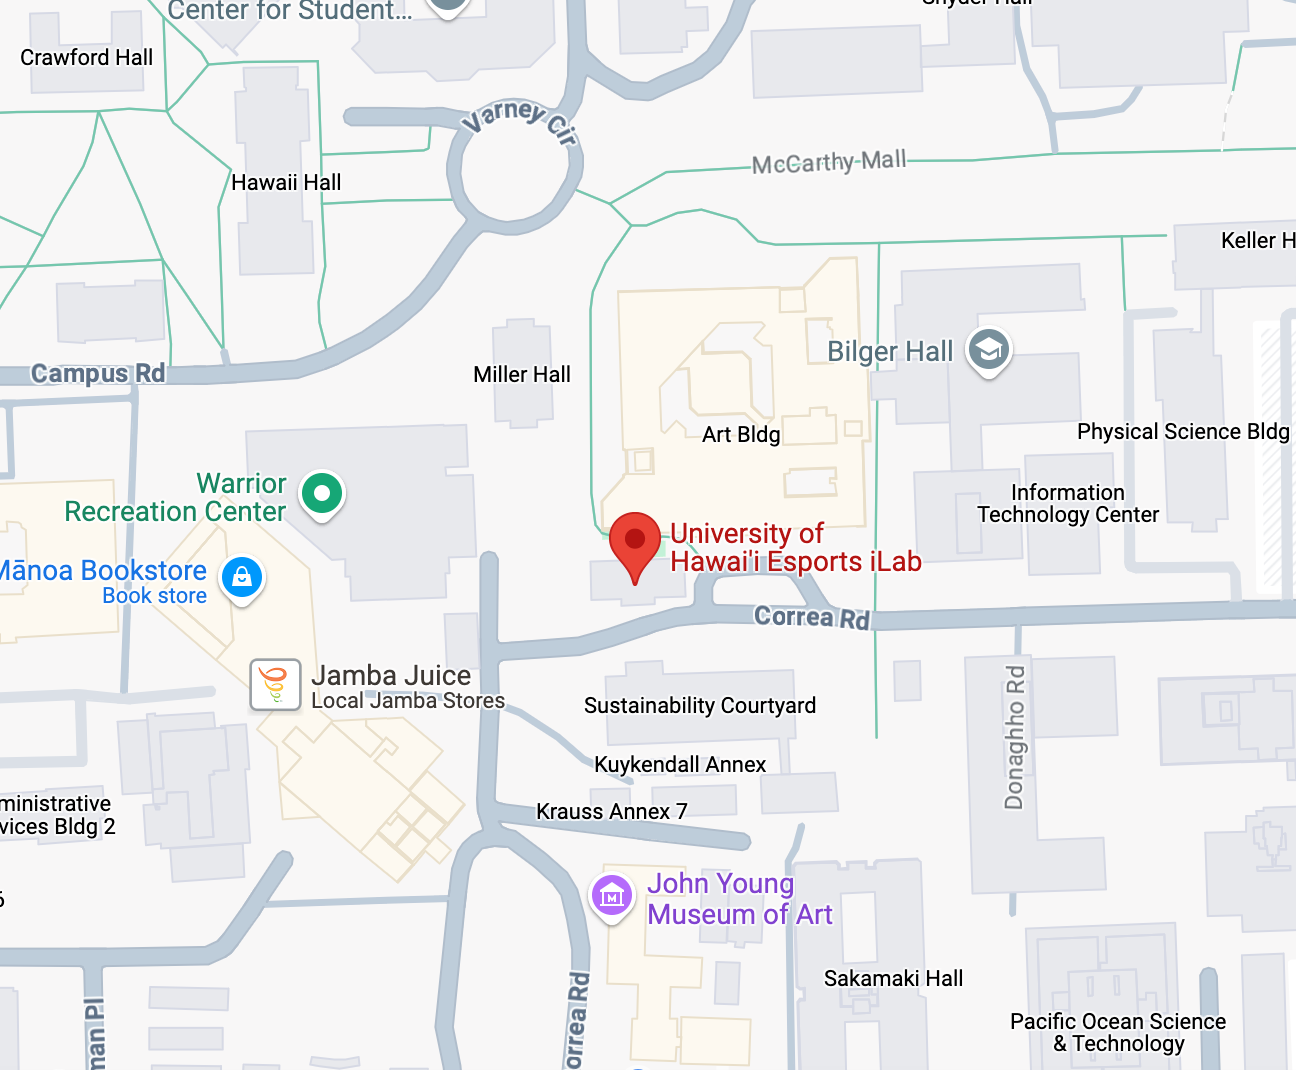 Center for Student...
Snyder Hall
Crawford Hall
Varney Cir
McCarthy Mall
Hawaii Hall
Keller H
Campus Rd
Miller Hall
Bilger Hall
Art Bldg
Physical Science Bldg
Warrior
Recreation Center
Information
Technology Center
University of
Hawai'i Esports iLab
Mānoa Bookstore
Book store
Correa Rd
Jamba Juice
Local Jamba Stores
Sustainability Courtyard
Donaghho Rd
Kuykendall Annex
ministrative
vices Bldg 2
Krauss Annex 7
John Young
Museum of Art
M
Sakamaki Hall
orrea Rd
man Pl
Pacific Ocean Science
& Technology